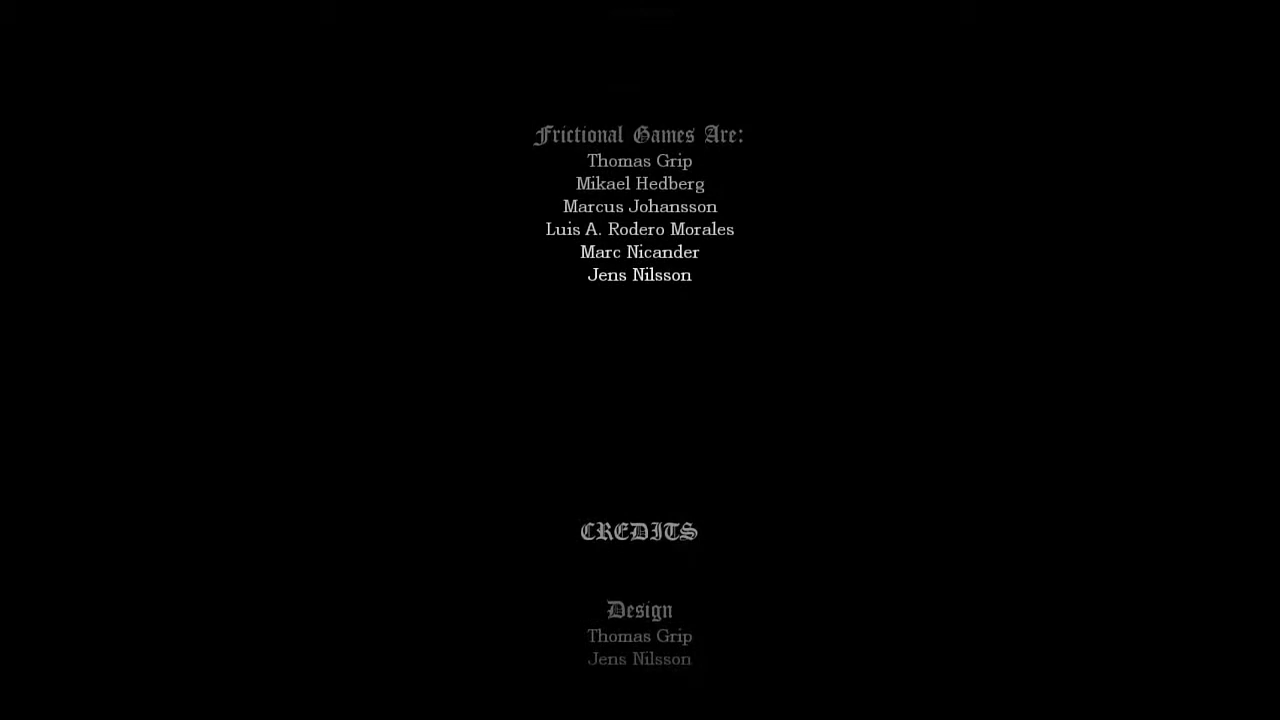 Frictional Games Are:
Thomas Grip
Mikael Hedberg
Marcus Johansson
Luis A. Rodero Morales
Marc Nicander
Jens Nilsson
CREDITS
Design
Thomas Grip
Jens Nilsson